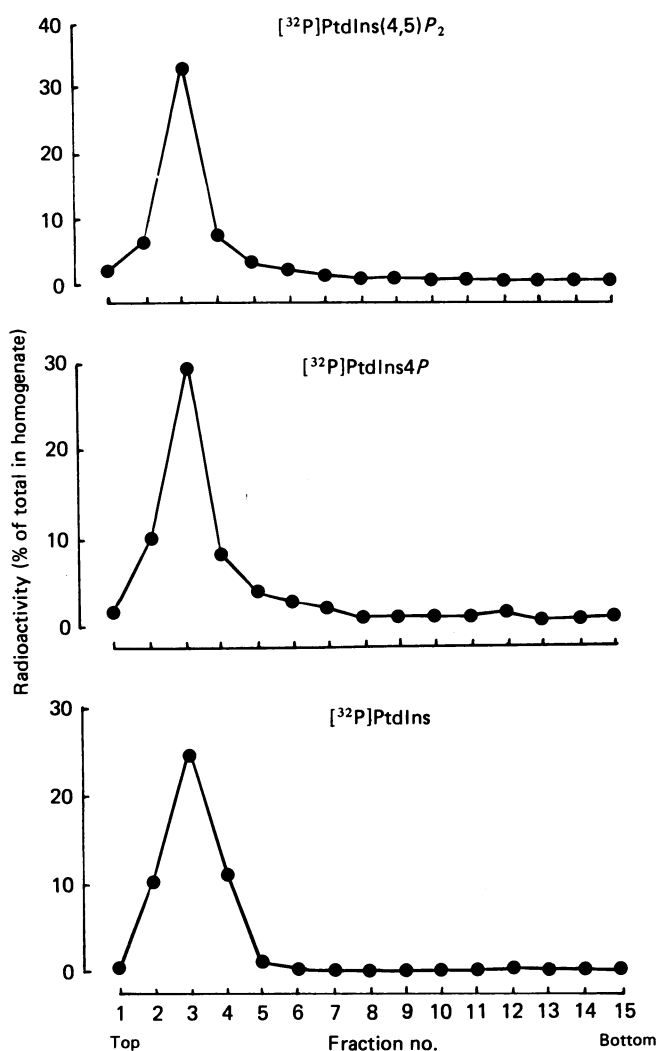 [³²P]PtdIns(4,5)P₂
40
30
20
10
0
[³²P]PtdIns4P
30
20
10
0
Radioactivity (% of total in homogenate)
[³²P]PtdIns
30
20
10
0
1 2 3 4 5 6 7 8 9 10 11 12 13 14 15
Top Fraction no. Bottom